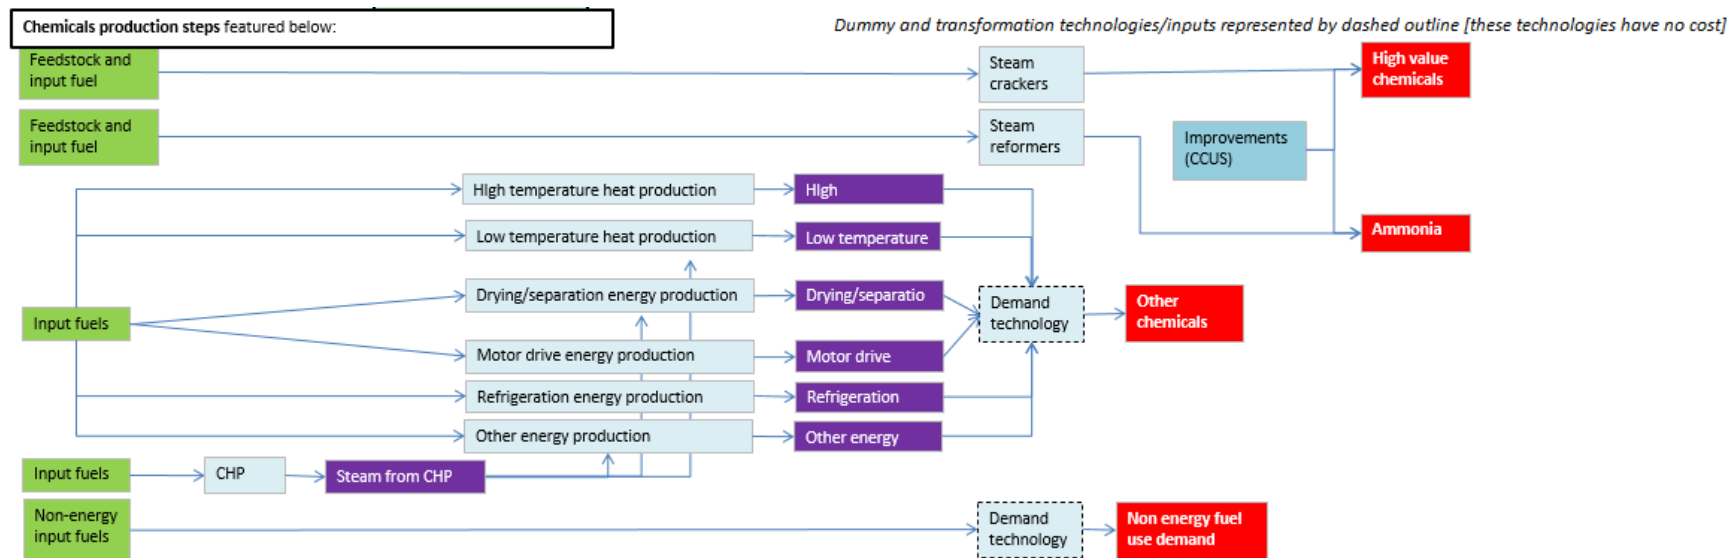 Chemicals production steps featured below:
Dummy and transformation technologies/inputs represented by dashed outline [these technologies have no cost]
Feedstock and
input fuel
Steam
crackers
High value
chemicals
Feedstock and
input fuel
Steam
reformers
Improvements
(CCUS)
HIgh temperature heat production
HIgh
Low temperature heat production
Low temperature
Ammonia
Drying/separation energy production
Drying/separatio
Input fuels
Demand
technology
Other
chemicals
Motor drive energy production
Motor drive
Refrigeration energy production
Refrigeration
Other energy production
Other energy
Input fuels
CHP
Steam from CHP
Non-energy
input fuels
Demand
technology
Non energy fuel
use demand